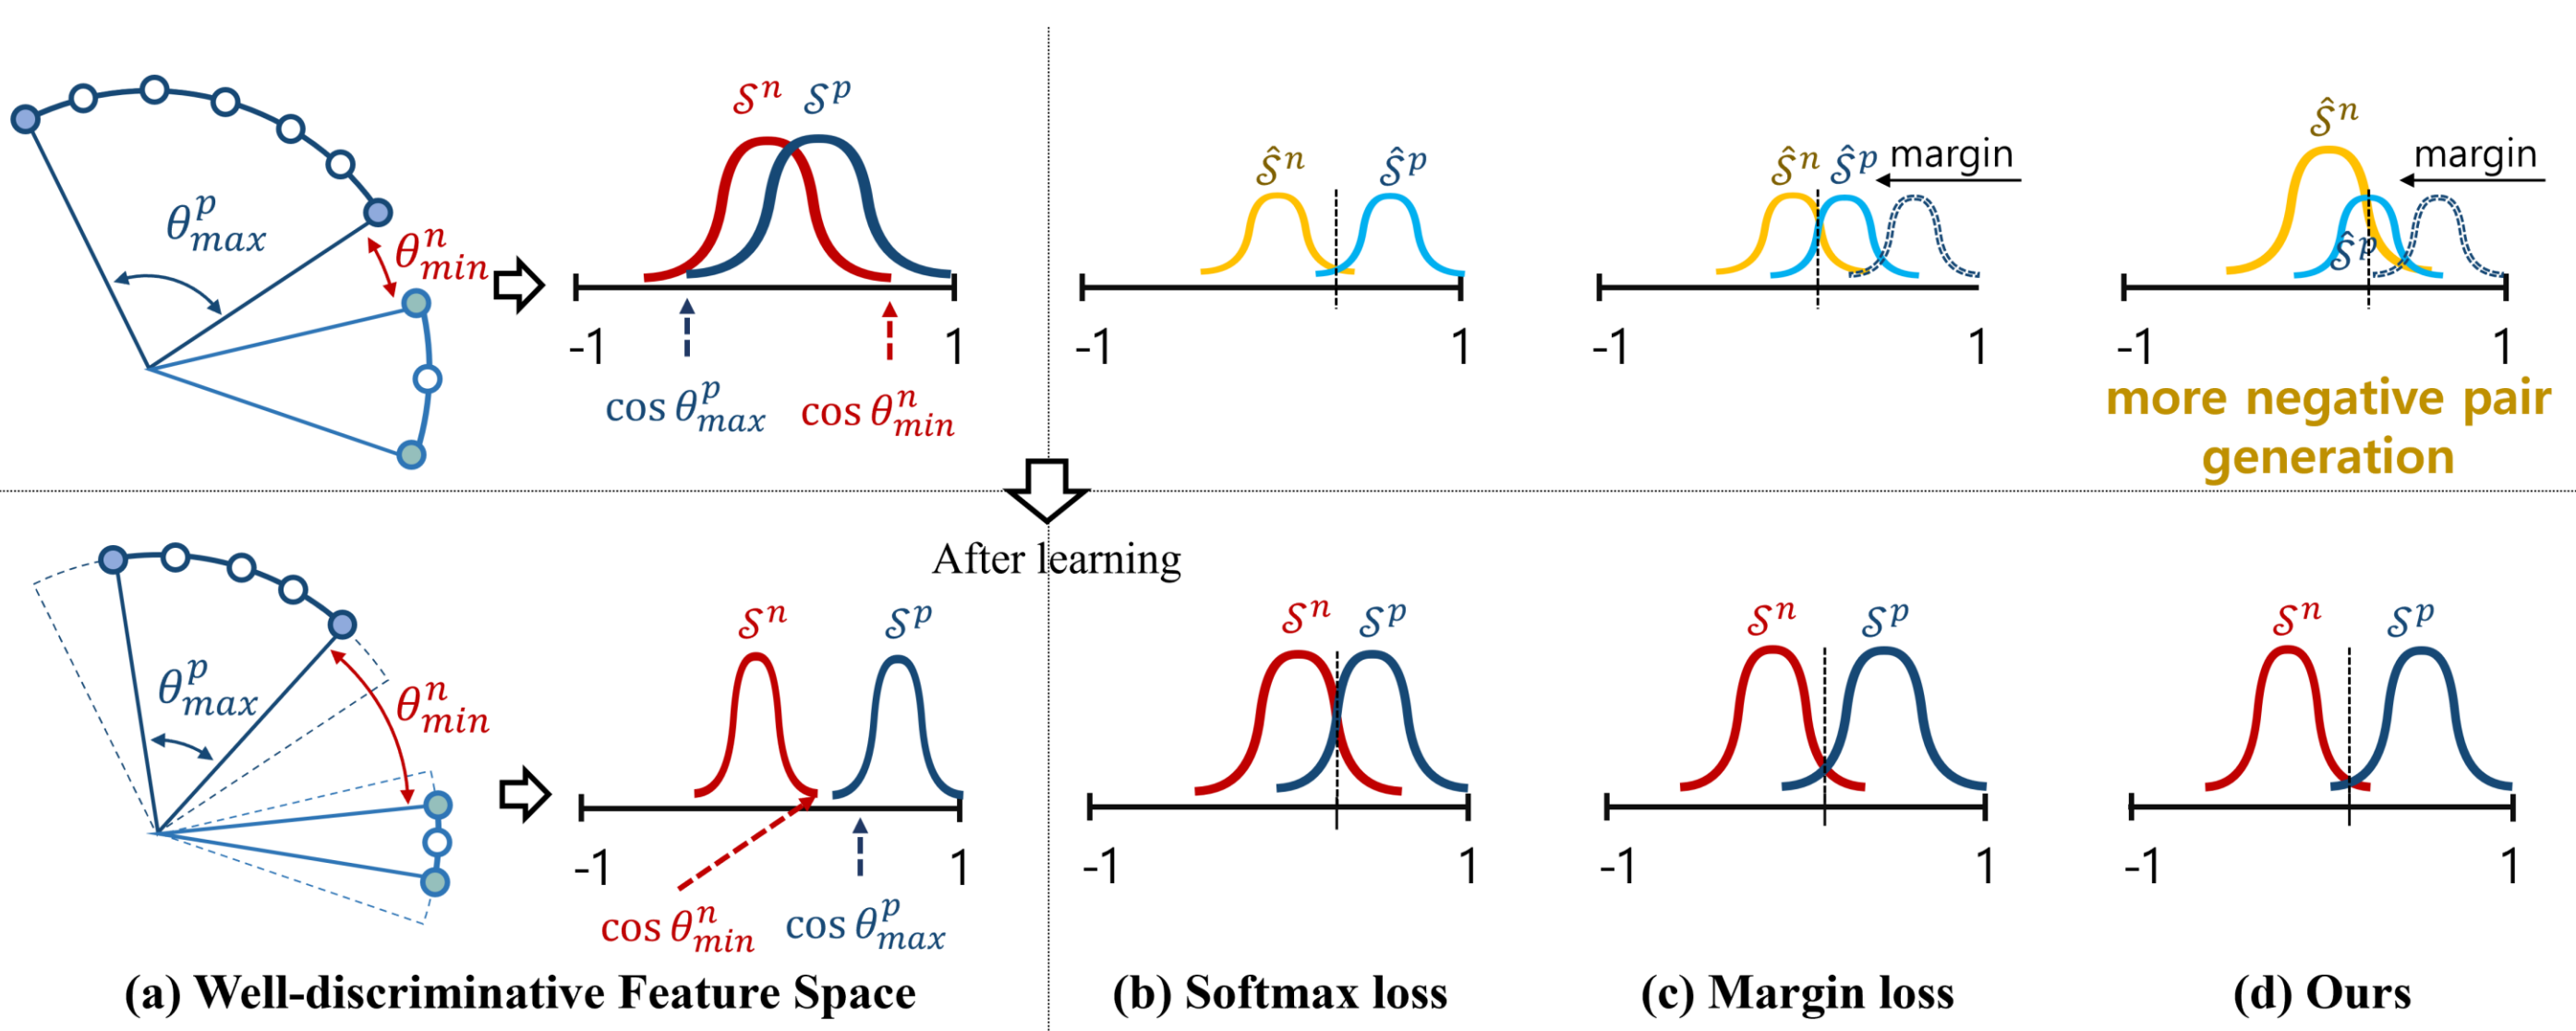 θ^p_max
θ^n_min
𝒮^n 𝒮^p
-1 1
cos θ^p_max cos θ^n_min
𝒮̂^n 𝒮̂^p
-1 1
𝒮̂^n 𝒮̂^p margin
-1 1
𝒮̂^n margin
𝒮̂^p
-1 1
more negative pair
generation
After learning
θ^p_max
θ^n_min
𝒮^n 𝒮^p
-1 1
cos θ^n_min cos θ^p_max
𝒮^n 𝒮^p
-1 1
𝒮^n 𝒮^p
-1 1
𝒮^n 𝒮^p
-1 1
(a) Well-discriminative Feature Space
(b) Softmax loss
(c) Margin loss
(d) Ours